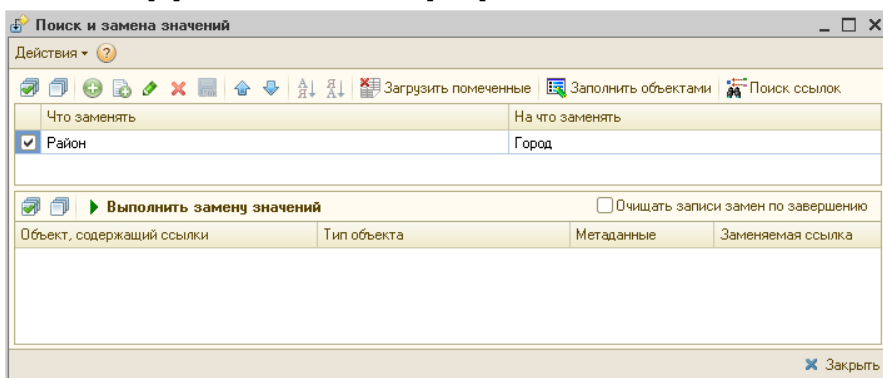 Поиск и замена значений
Действия
Загрузить помеченные Заполнить объектами Поиск ссылок
Что заменять На что заменять
Район Город
Выполнить замену значений Очищать записи замен по завершению
Объект, содержащий ссылки Тип объекта Метаданные Заменяемая ссылка
Закрыть